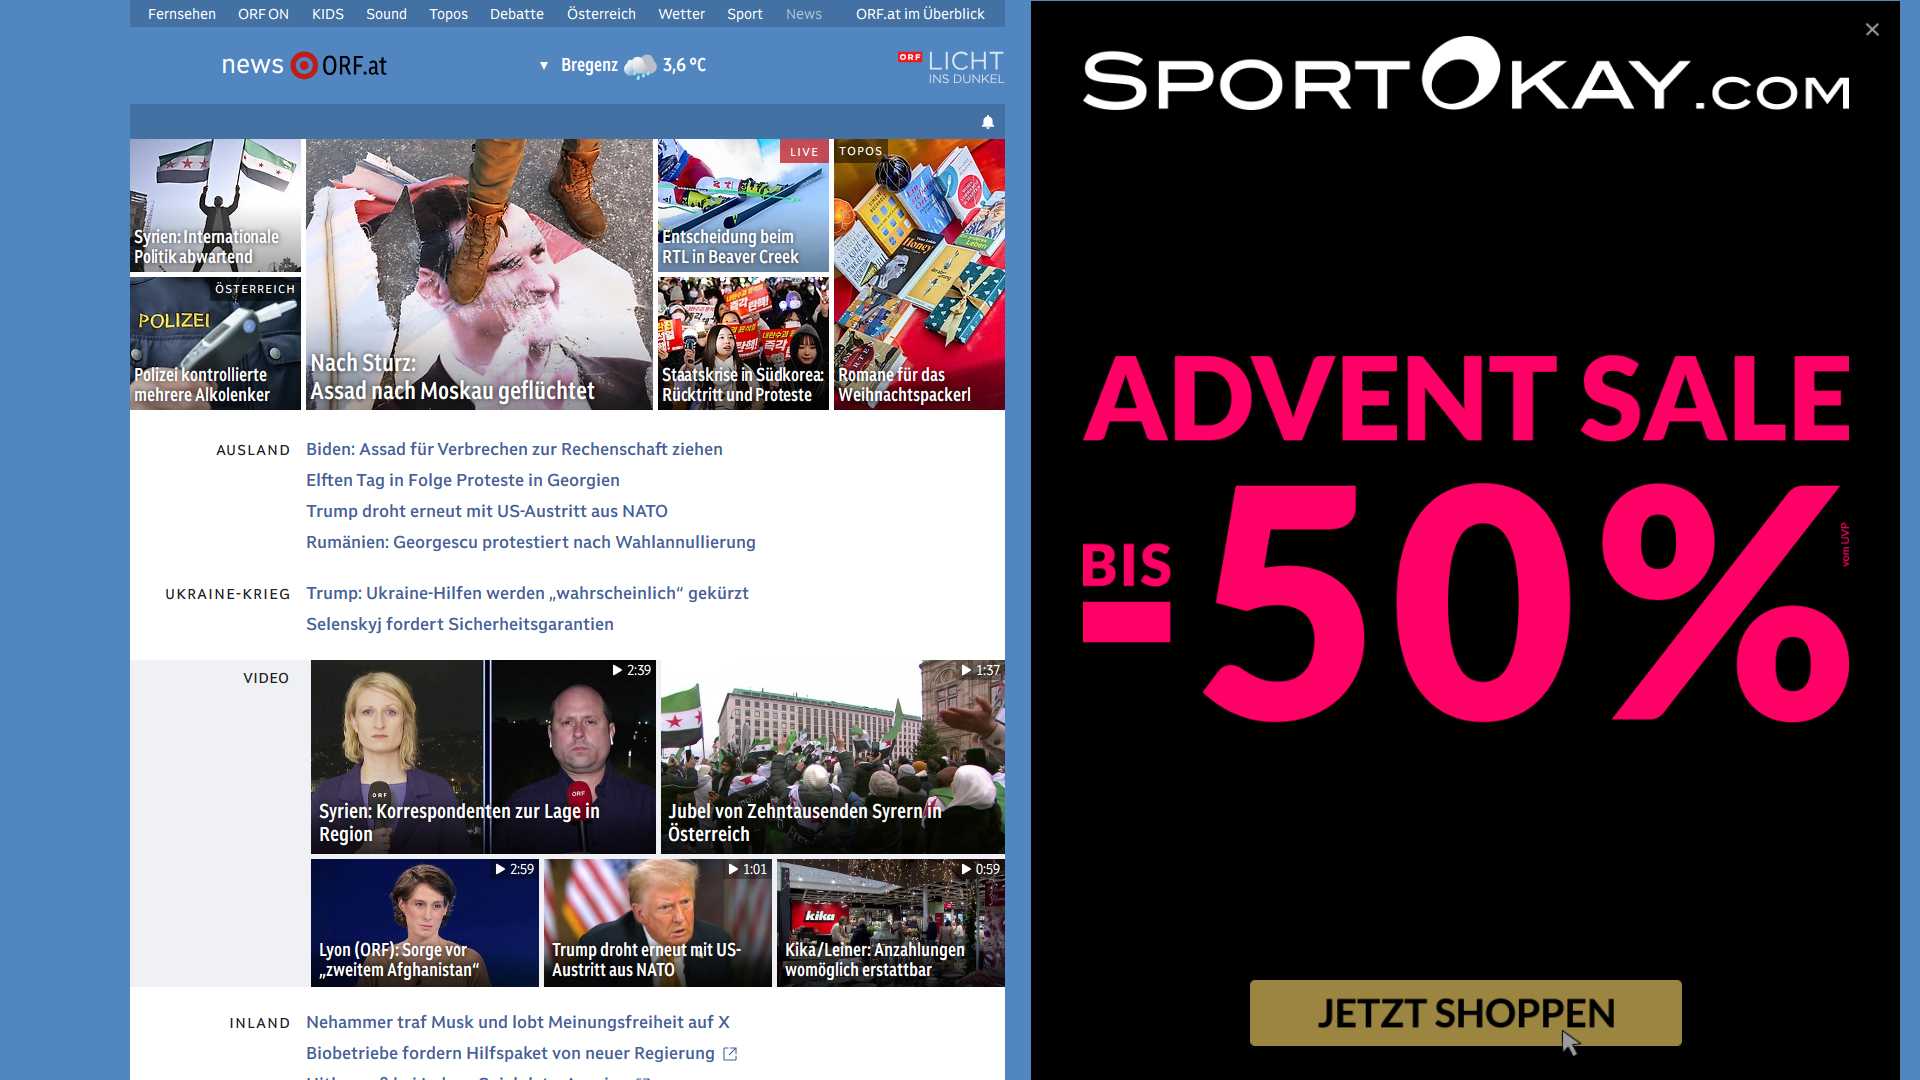 Fernsehen ORF ON KIDS Sound Topos Debatte Österreich Wetter Sport News ORF.at im Überblick
news ORF.at
Bregenz 3,6 °C
ORF LICHT
INS DUNKEL
Syrien: Internationale
Politik abwartend
ÖSTERREICH
POLIZEI
Polizei kontrollierte
mehrere Alkolenker
Nach Sturz:
Assad nach Moskau geflüchtet
LIVE
Entscheidung beim
RTL in Beaver Creek
Staatskrise in Südkorea:
Rücktritt und Proteste
TOPOS
Honey
Romane für das
Weihnachtspackerl
AUSLAND
Biden: Assad für Verbrechen zur Rechenschaft ziehen
Elften Tag in Folge Proteste in Georgien
Trump droht erneut mit US-Austritt aus NATO
Rumänien: Georgescu protestiert nach Wahlannullierung
UKRAINE-KRIEG
Trump: Ukraine-Hilfen werden „wahrscheinlich“ gekürzt
Selenskyj fordert Sicherheitsgarantien
VIDEO
2:39
ORF
ORF
Syrien: Korrespondenten zur Lage in
Region
1:37
Jubel von Zehntausenden Syrern in
Österreich
2:59
Lyon (ORF): Sorge vor
„zweitem Afghanistan“
1:01
Trump droht erneut mit US-
Austritt aus NATO
0:59
kika
Kika/Leiner: Anzahlungen
womöglich erstattbar
INLAND
Nehammer traf Musk und lobt Meinungsfreiheit auf X
Biobetriebe fordern Hilfspaket von neuer Regierung
SPORTOKAY.COM
ADVENT SALE
BIS
-50%
vom UVP
JETZT SHOPPEN